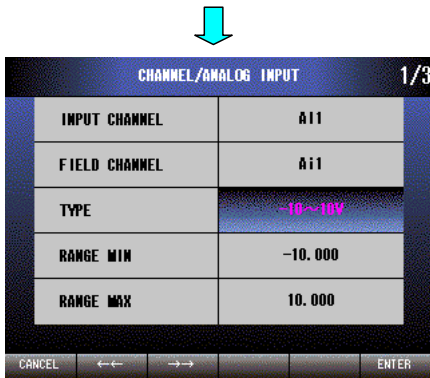 CHANNEL/ANALOG INPUT 1/3
INPUT CHANNEL AI1
FIELD CHANNEL Ai1
TYPE -10~10V
RANGE MIN -10.000
RANGE MAX 10.000
CANCEL ←← →→ ENTER